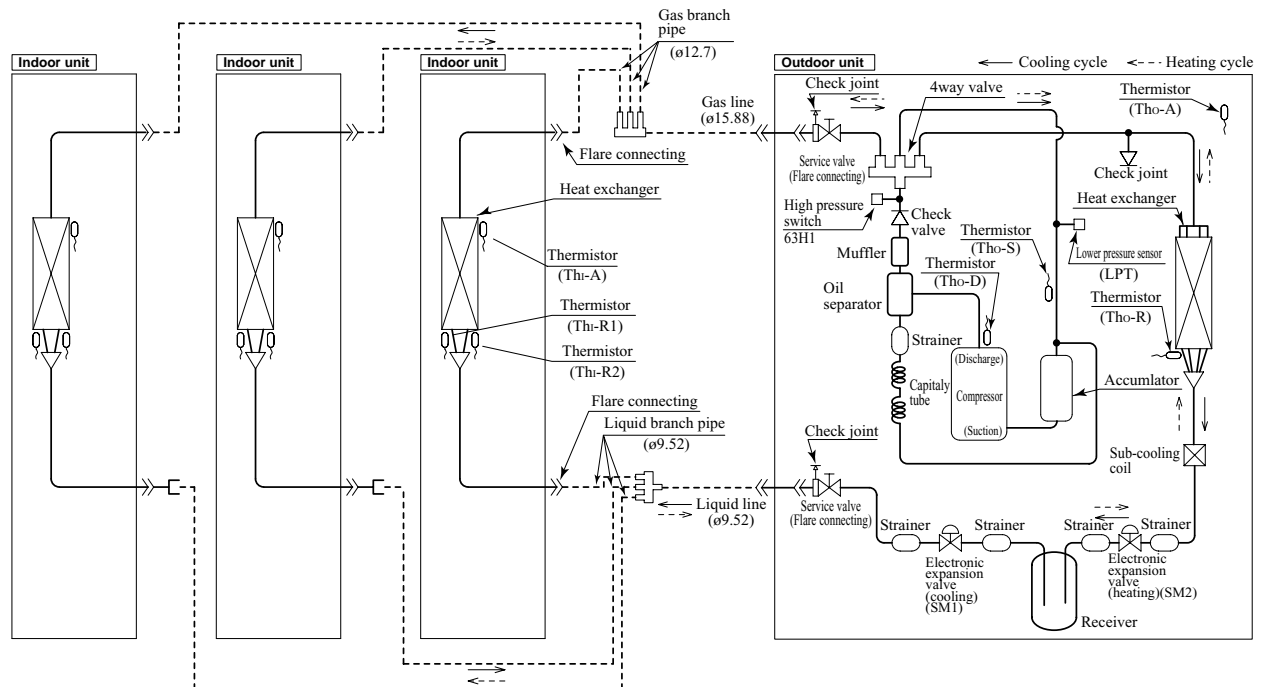 Gas branch
pipe
(ø12.7)
Indoor unit
Indoor unit
Indoor unit
Outdoor unit
Cooling cycle
Heating cycle
Check joint
4way valve
Thermistor
(Tho-A)
Gas line
(ø15.88)
Flare connecting
Service valve
(Flare connecting)
Check joint
Heat exchanger
High pressure
switch
63H1
Check
valve
Heat exchanger
Muffler
Thermistor
(Tho-S)
Lower pressure sensor
(LPT)
Thermistor
(ThI-A)
Thermistor
(Tho-D)
Oil
separator
Thermistor
(Tho-R)
Thermistor
(ThI-R1)
Strainer
Thermistor
(ThI-R2)
(Discharge)
Capitaly
tube
Compressor
Accumlator
(Suction)
Flare connecting
Liquid branch pipe
(ø9.52)
Check joint
Sub-cooling
coil
Liquid line
(ø9.52)
Service valve
(Flare connecting)
Strainer
Strainer
Strainer
Strainer
Electronic
expansion
valve
(cooling)
(SM1)
Electronic
expansion
valve
(heating)(SM2)
Receiver